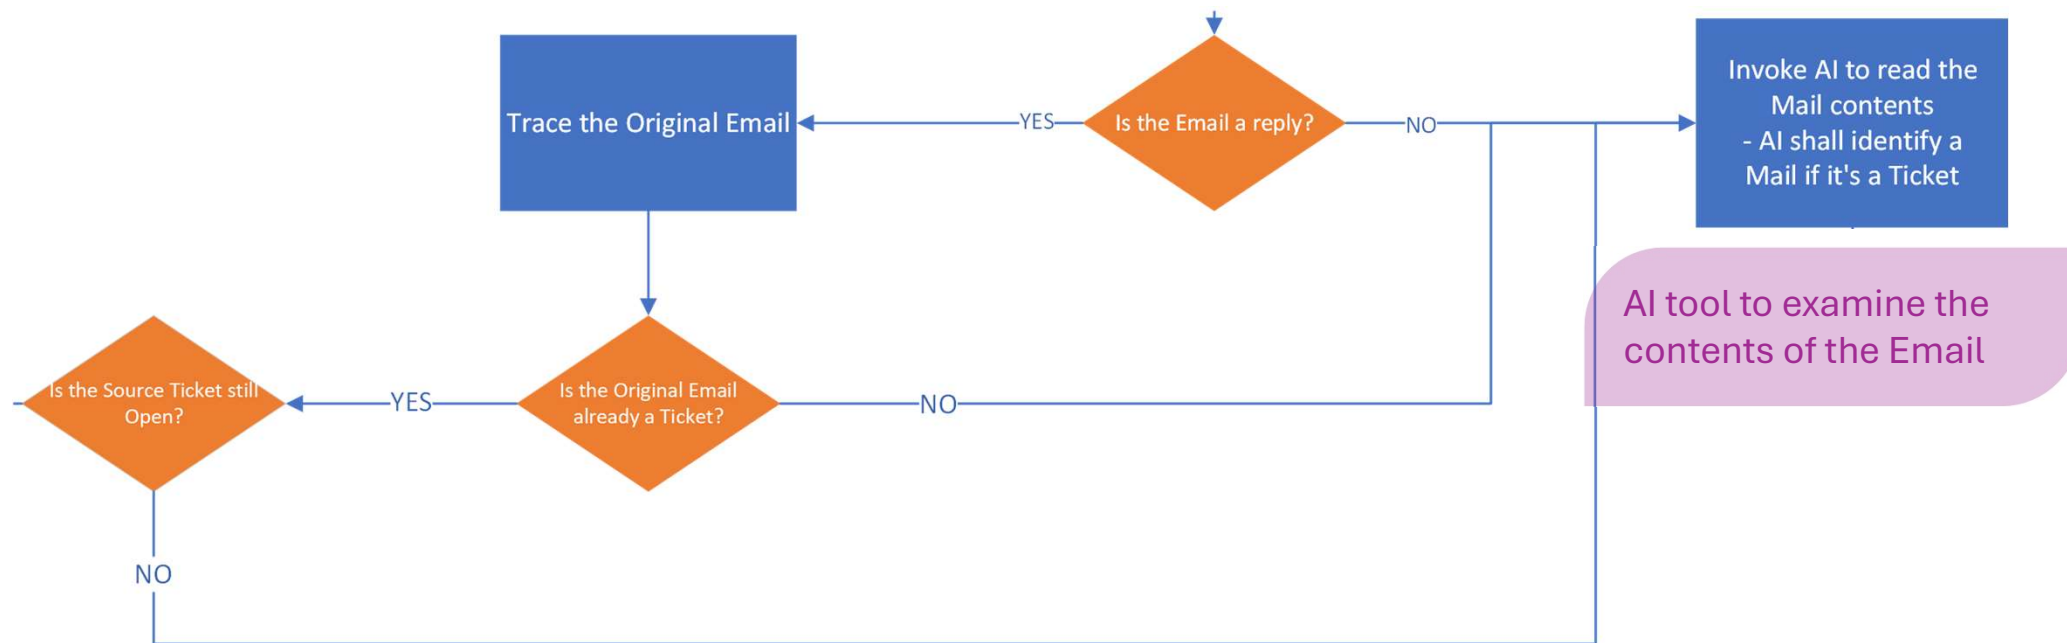 Trace the Original Email
YES
Is the Email a reply?
NO
Invoke AI to read the
Mail contents
- AI shall identify a
Mail if it's a Ticket
AI tool to examine the
contents of the Email
Is the Source Ticket still
Open?
YES
Is the Original Email
already a Ticket?
NO
NO